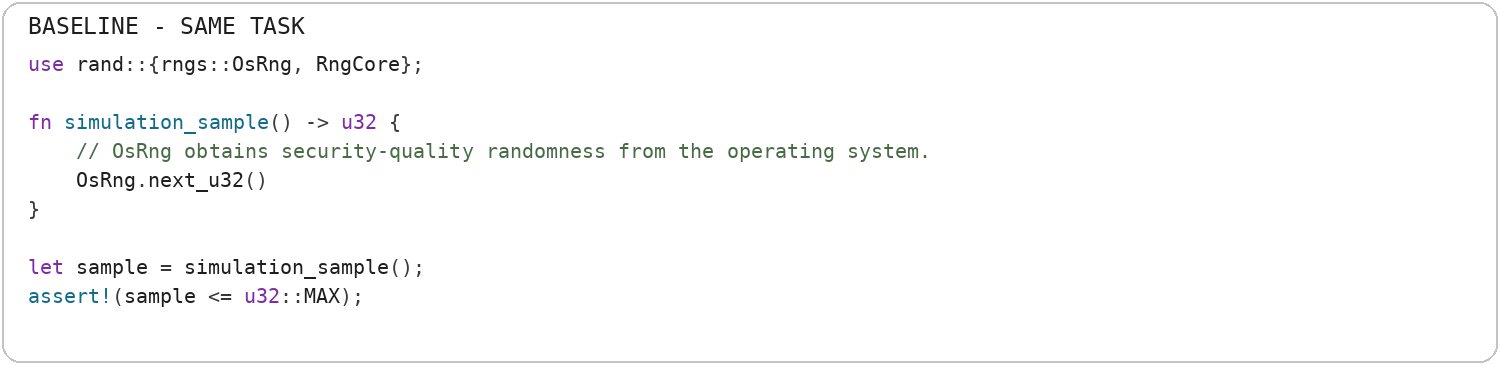 BASELINE - SAME TASK
use rand::{rngs::OsRng, RngCore};
fn simulation_sample() -> u32 {
    // OsRng obtains security-quality randomness from the operating system.
    OsRng.next_u32()
}
let sample = simulation_sample();
assert!(sample <= u32::MAX);